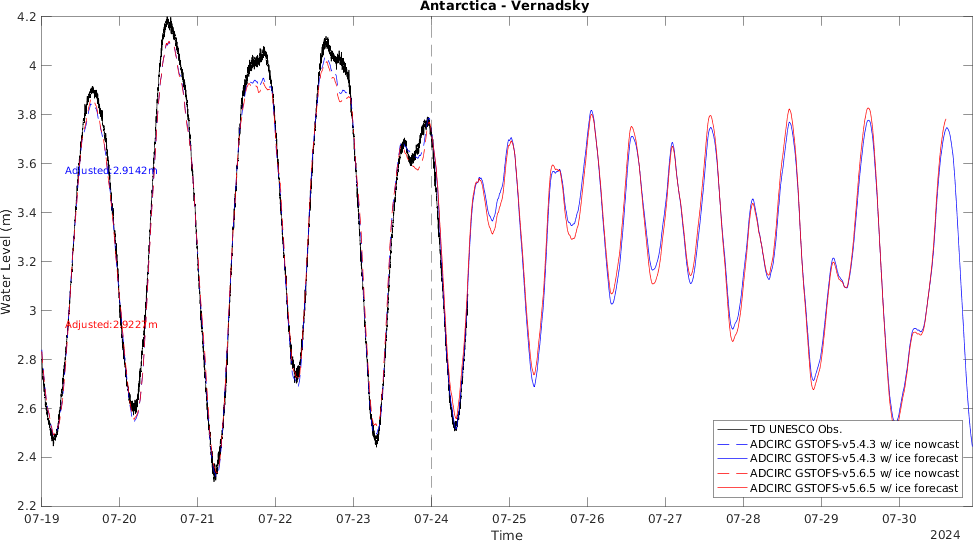 Antarctica - Vernadsky
4.2
4
3.8
3.6
3.4
3.2
3
2.8
2.6
2.4
2.2
Water Level (m)
Adjusted:2.9142m
Adjusted:2.9227m
TD UNESCO Obs.
ADCIRC GSTOFS-v5.4.3 w/ ice nowcast
ADCIRC GSTOFS-v5.4.3 w/ ice forecast
ADCIRC GSTOFS-v5.6.5 w/ ice nowcast
ADCIRC GSTOFS-v5.6.5 w/ ice forecast
07-19 07-20 07-21 07-22 07-23 07-24 07-25 07-26 07-27 07-28 07-29 07-30
Time
2024